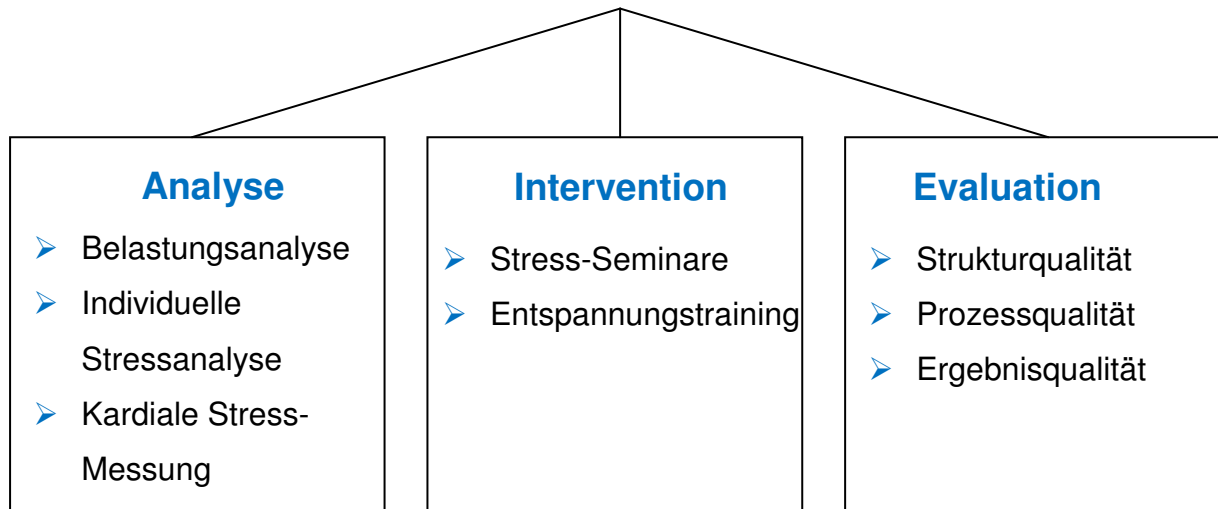 Analyse
Belastungsanalyse
Individuelle
Stressanalyse
Kardiale Stress-
Messung
Intervention
Stress-Seminare
Entspannungstraining
Evaluation
Strukturqualität
Prozessqualität
Ergebnisqualität